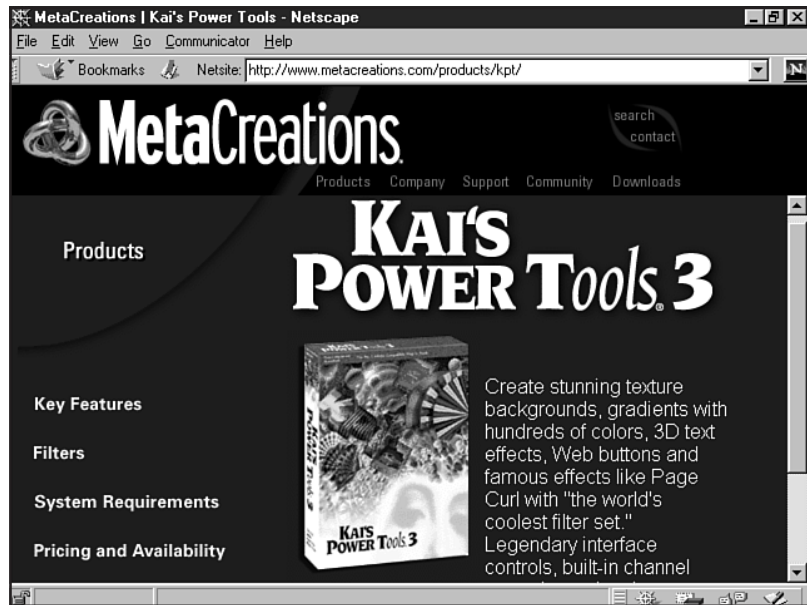 MetaCreations | Kai's Power Tools - Netscape
File Edit View Go Communicator Help
Bookmarks Netsite: http://www.metacreations.com/products/kpt/
N
MetaCreations.
search
contact
Products Company Support Community Downloads
Products
KAI'S
POWER TOOLS® 3
Key Features
Filters
System Requirements
Pricing and Availability
KAI'S
POWER TOOLS 3
Create stunning texture
backgrounds, gradients with
hundreds of colors, 3D text
effects, Web buttons and
famous effects like Page
Curl with "the world's
coolest filter set."
Legendary interface
controls, built-in channel